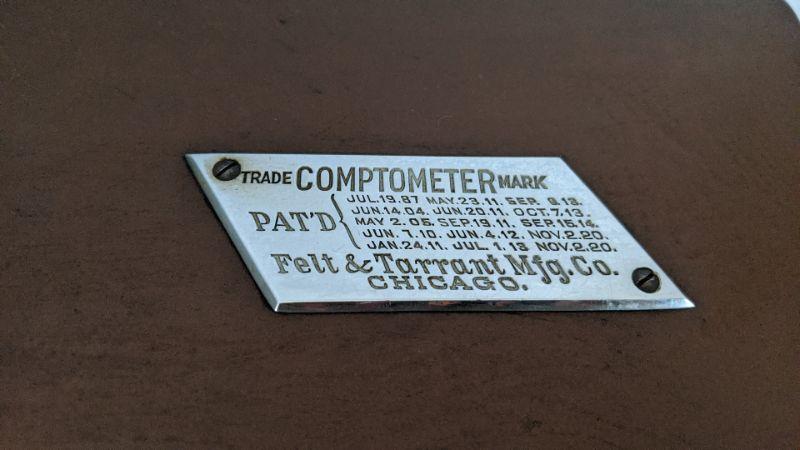 TRADE COMPTOMETER MARK
PAT'D
JUL.19.87 MAY.23.11. SEP. 9.13.
JUN.14.04. JUN.20.11. OCT.7.13.
MAY 2.05. SEP.19.11. SEP.15.14.
JUN. 7.10. JUN.4.12. NOV.2.20.
JAN.24.11. JUL. 1.13 NOV.2.20.
Felt & Tarrant Mfg. Co.
CHICAGO.